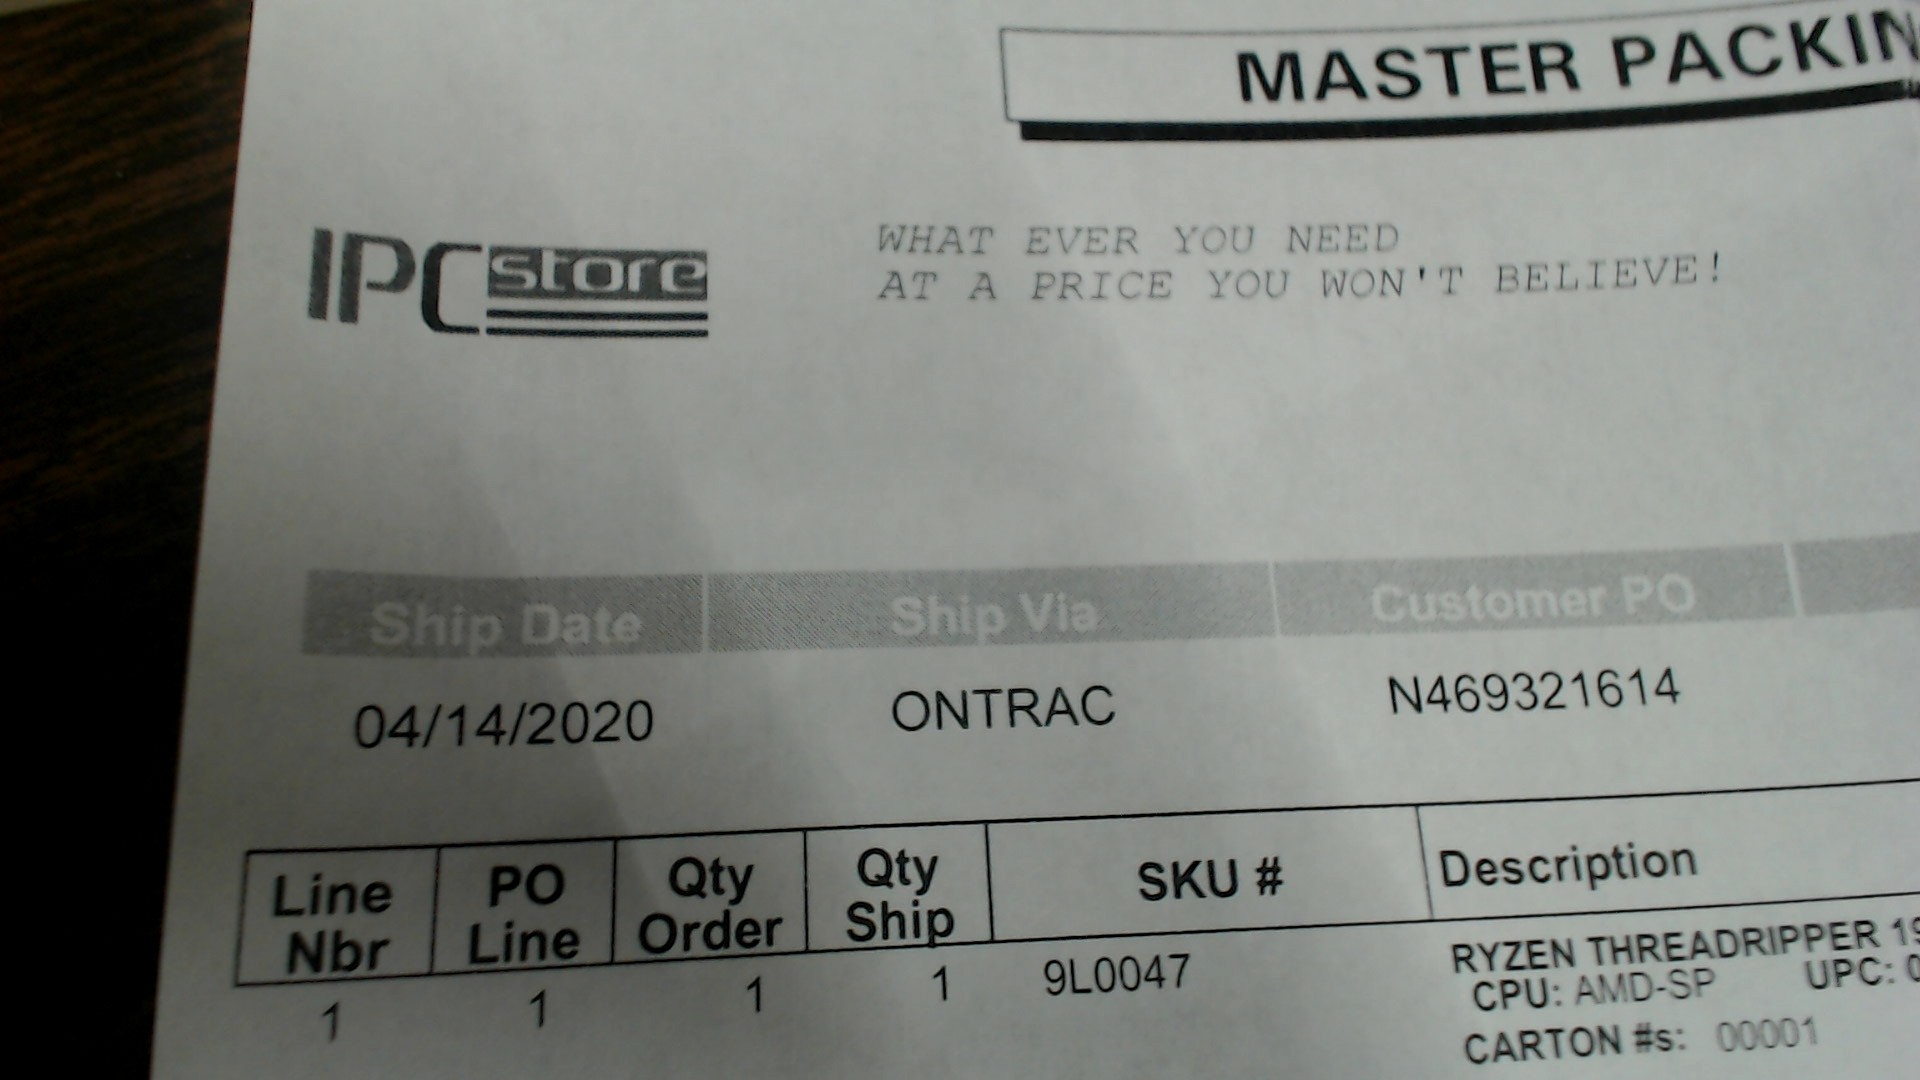 MASTER PACKIN
IPC store
WHAT EVER YOU NEED
AT A PRICE YOU WON'T BELIEVE!
Ship Date Ship Via Customer PO
04/14/2020 ONTRAC N469321614
Line Nbr PO Line Qty Order Qty Ship SKU # Description
1 1 1 1 9L0047 RYZEN THREADRIPPER 19
CPU: AMD-SP UPC: 0
CARTON #s: 00001